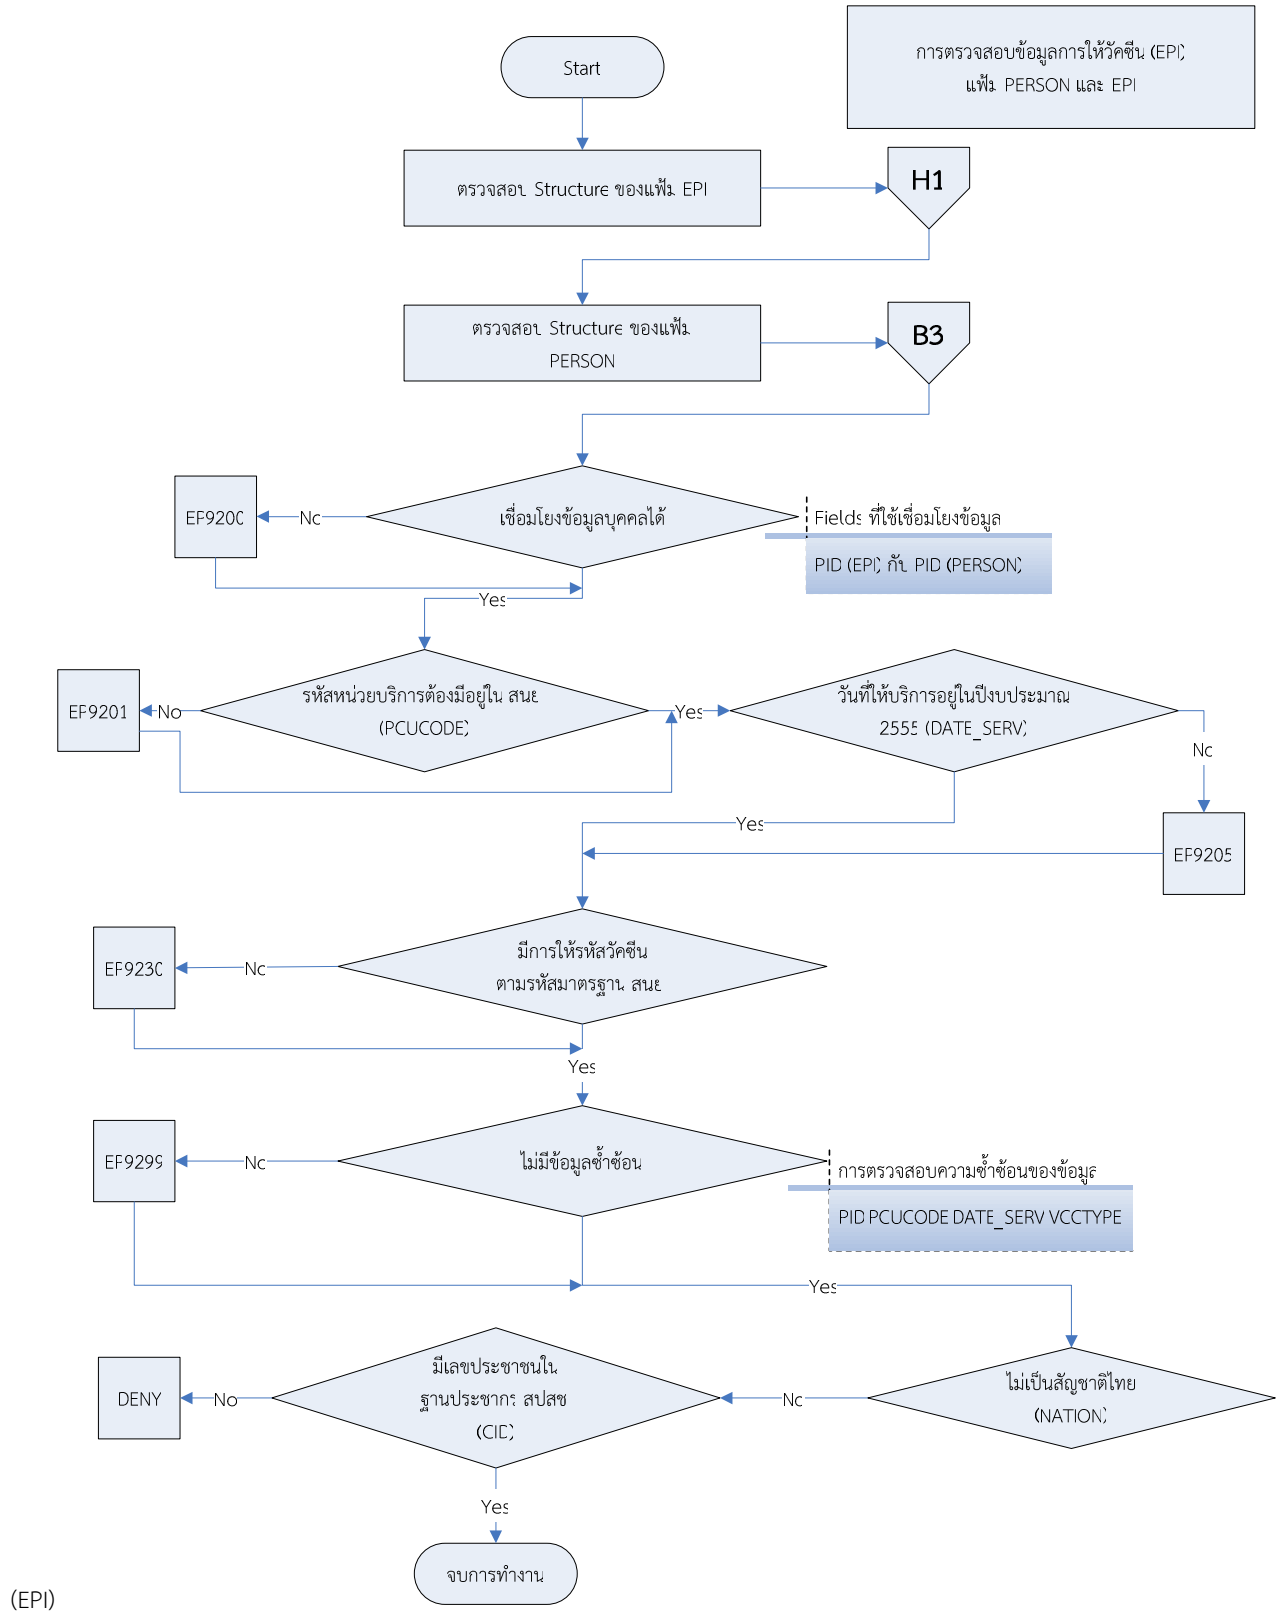 Start
การตรวจสอบข้อมูลการให้วัคซีน (EPI)
แฟ้ม PERSON และ EPI
ตรวจสอบ Structure ของแฟ้ม EPI
H1
ตรวจสอบ Structure ของแฟ้ม
PERSON
B3
เชื่อมโยงข้อมูลบุคคลได้
No
EP9200
Fields ที่ใช้เชื่อมโยงข้อมูล
PID (EPI) กับ PID (PERSON)
Yes
รหัสหน่วยบริการต้องมีอยู่ใน สนย
(PCUCODE)
No
EP9201
Yes
วันที่ให้บริการอยู่ในปีงบประมาณ
2555 (DATE_SERV)
No
Yes
EP9205
มีการให้รหัสวัคซีน
ตามรหัสมาตรฐาน สนย
No
EP9230
Yes
ไม่มีข้อมูลซ้ำซ้อน
No
EP9299
การตรวจสอบความซ้ำซ้อนของข้อมูล
PID PCUCODE DATE_SERV VCCTYPE
Yes
มีเลขประชาชนใน
ฐานประชากร สปสช
(CID)
No
DENY
No
ไม่เป็นสัญชาติไทย
(NATION)
Yes
จบการทำงาน
(EPI)